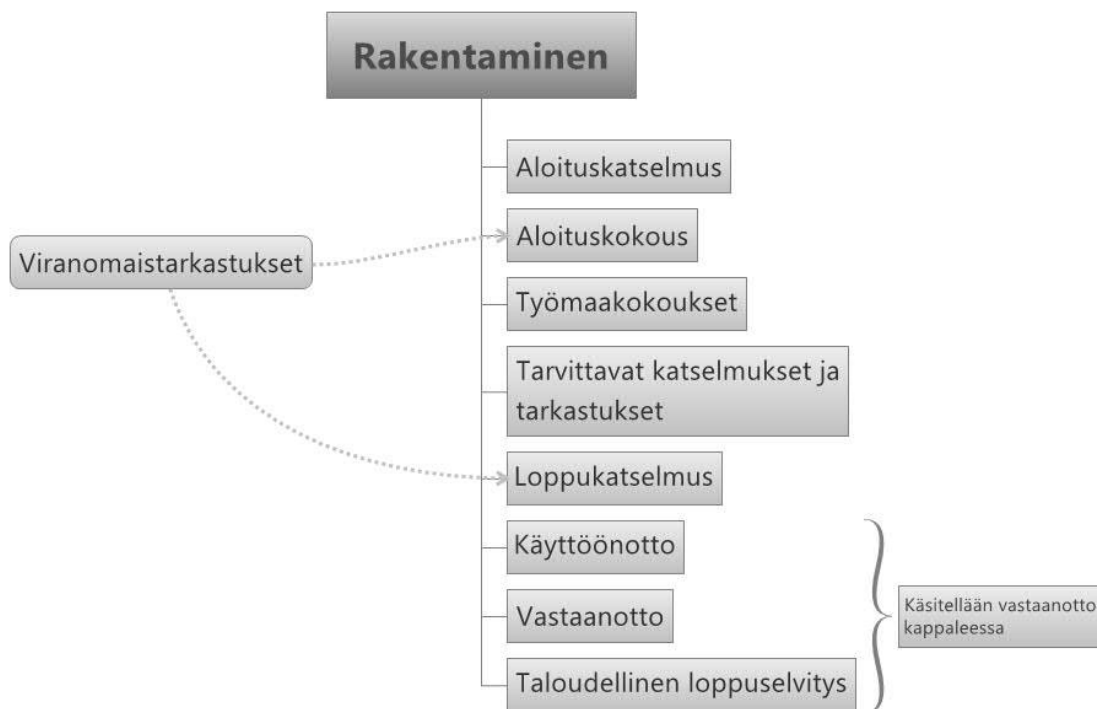 Rakentaminen
Aloituskatselmus
Aloituskokous
Viranomaistarkastukset
Työmaakokoukset
Tarvittavat katselmukset ja
tarkastukset
Loppukatselmus
Käyttöönotto
Vastaanotto
Käsitellään vastaanotto
kappaleessa
Taloudellinen loppuselvitys